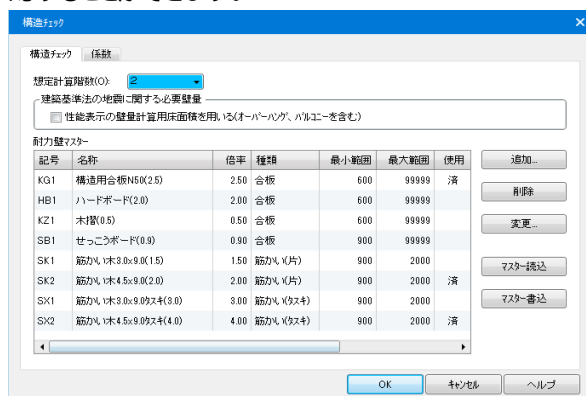 構造チェック
構造チェック 係数
想定計算階数(O): 2
建築基準法の地震に関する必要壁量
性能表示の壁量計算用床面積を用いる(オーバーハング、バルコニーを含む)
耐力壁マスター
記号 名称 倍率 種類 最小範囲 最大範囲 使用
KG1 構造用合板N50(2.5) 2.50 合板 600 99999 済
HB1 ハードボード(2.0) 2.00 合板 600 99999
KZ1 木摺(0.5) 0.50 合板 600 99999
SB1 せっこうボード(0.9) 0.90 合板 900 99999
SK1 筋かい木3.0×9.0(1.5) 1.50 筋かい(片) 900 2000
SK2 筋かい木4.5×9.0(2.0) 2.00 筋かい(片) 900 2000 済
SX1 筋かい木3.0×9.0タスキ(3.0) 3.00 筋かい(タスキ) 900 2000
SX2 筋かい木4.5×9.0タスキ(4.0) 4.00 筋かい(タスキ) 900 2000 済
追加...
削除
変更...
マスター読込
マスター書込
OK キャンセル ヘルプ